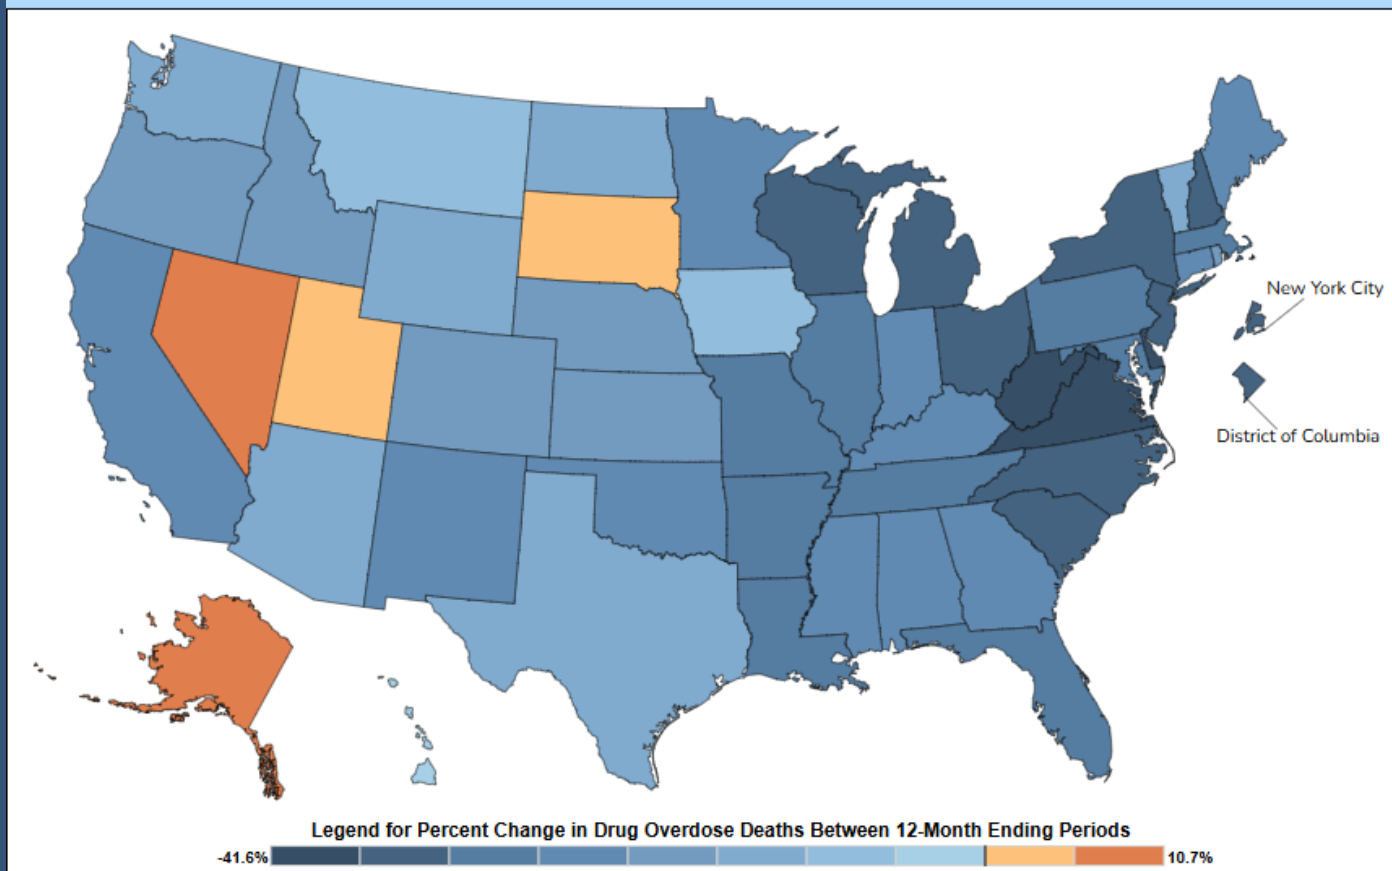 New York City
District of Columbia
Legend for Percent Change in Drug Overdose Deaths Between 12-Month Ending Periods
-41.6% 10.7%